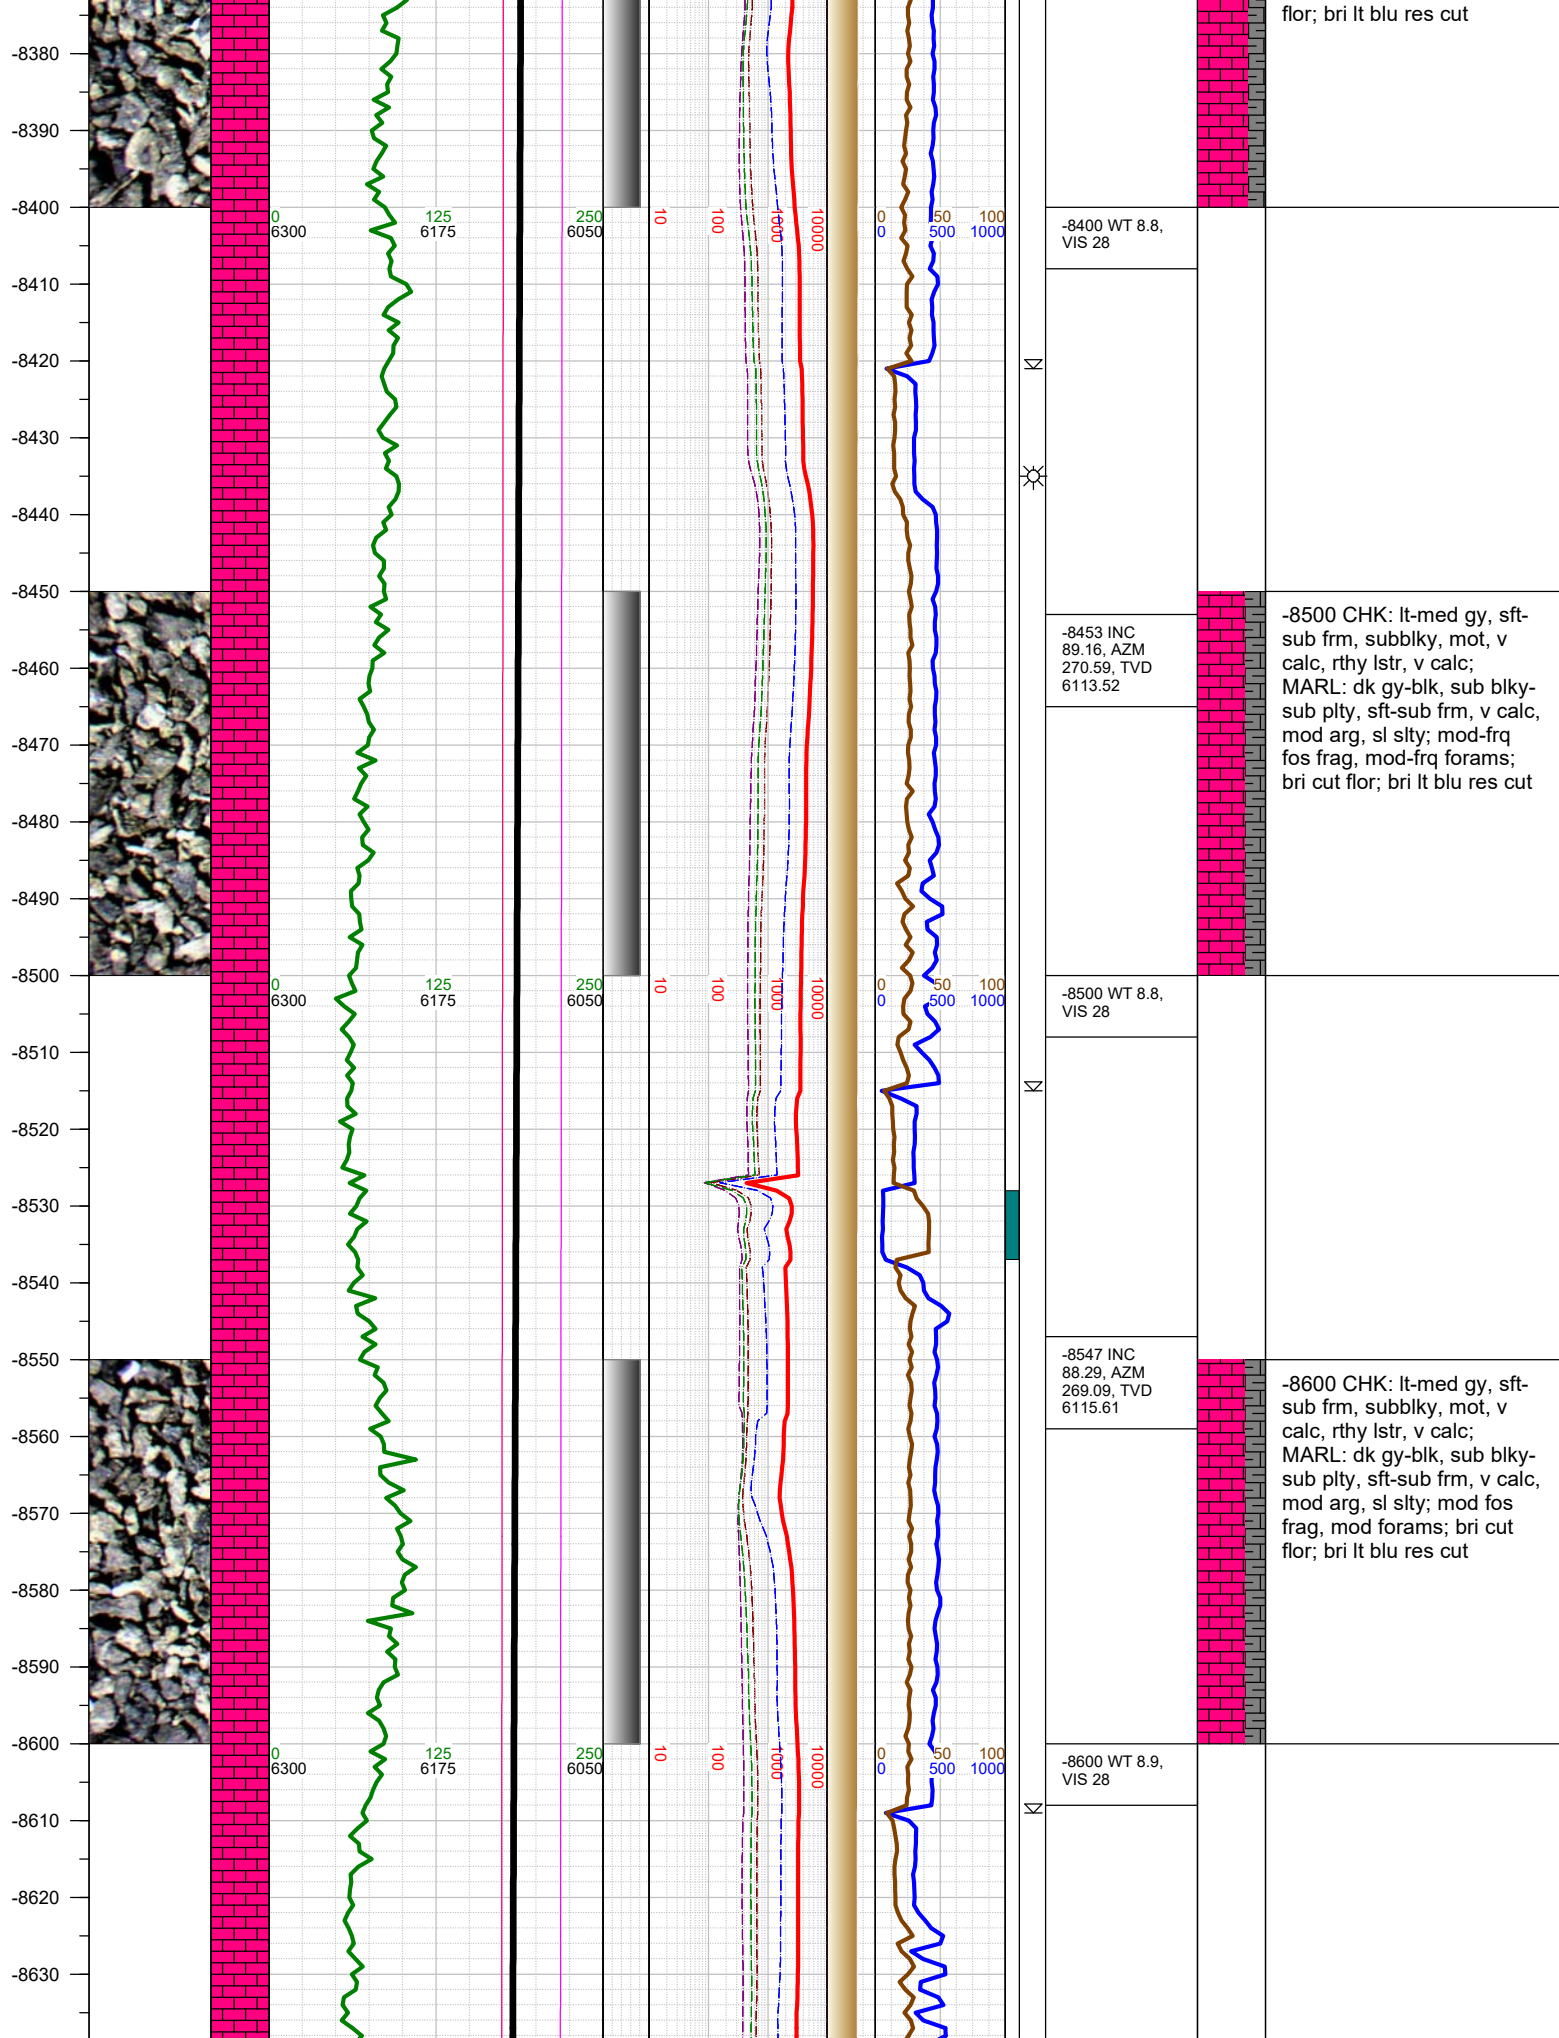 flor; bri lt blu res cut
-8380
-8390
-8400
0 125 250
6300 6175 6050
10 100 1000 10000
0 50 100
0 500 1000
-8400 WT 8.8,
VIS 28
-8410
-8420
-8430
-8440
-8450
-8453 INC
89.16, AZM
270.59, TVD
6113.52
-8500 CHK: lt-med gy, sft-
sub frm, subblky, mot, v
calc, rthy lstr, v calc;
MARL: dk gy-blk, sub blky-
sub plty, sft-sub frm, v calc,
mod arg, sl slty; mod-frq
fos frag, mod-frq forams;
bri cut flor; bri lt blu res cut
-8460
-8470
-8480
-8490
-8500
0 125 250
6300 6175 6050
10 100 1000 10000
0 50 100
0 500 1000
-8500 WT 8.8,
VIS 28
-8510
-8520
-8530
-8540
-8550
-8547 INC
88.29, AZM
269.09, TVD
6115.61
-8600 CHK: lt-med gy, sft-
sub frm, subblky, mot, v
calc, rthy lstr, v calc;
MARL: dk gy-blk, sub blky-
sub plty, sft-sub frm, v calc,
mod arg, sl slty; mod fos
frag, mod forams; bri cut
flor; bri lt blu res cut
-8560
-8570
-8580
-8590
-8600
0 125 250
6300 6175 6050
10 100 1000 10000
0 50 100
0 500 1000
-8600 WT 8.9,
VIS 28
-8610
-8620
-8630